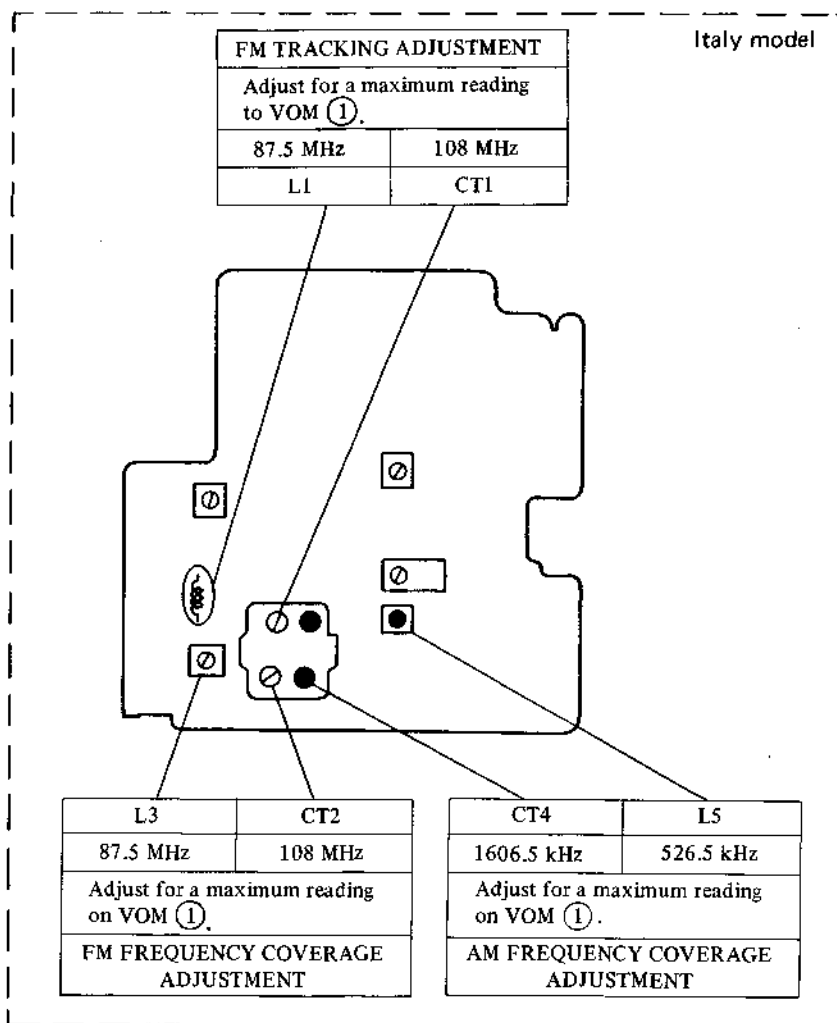 Italy model
FM TRACKING ADJUSTMENT
Adjust for a maximum reading
to VOM ①.
87.5 MHz 108 MHz
L1 CT1
L3 CT2
87.5 MHz 108 MHz
Adjust for a maximum reading
on VOM ①.
FM FREQUENCY COVERAGE
ADJUSTMENT
CT4 L5
1606.5 kHz 526.5 kHz
Adjust for a maximum reading
on VOM ①.
AM FREQUENCY COVERAGE
ADJUSTMENT